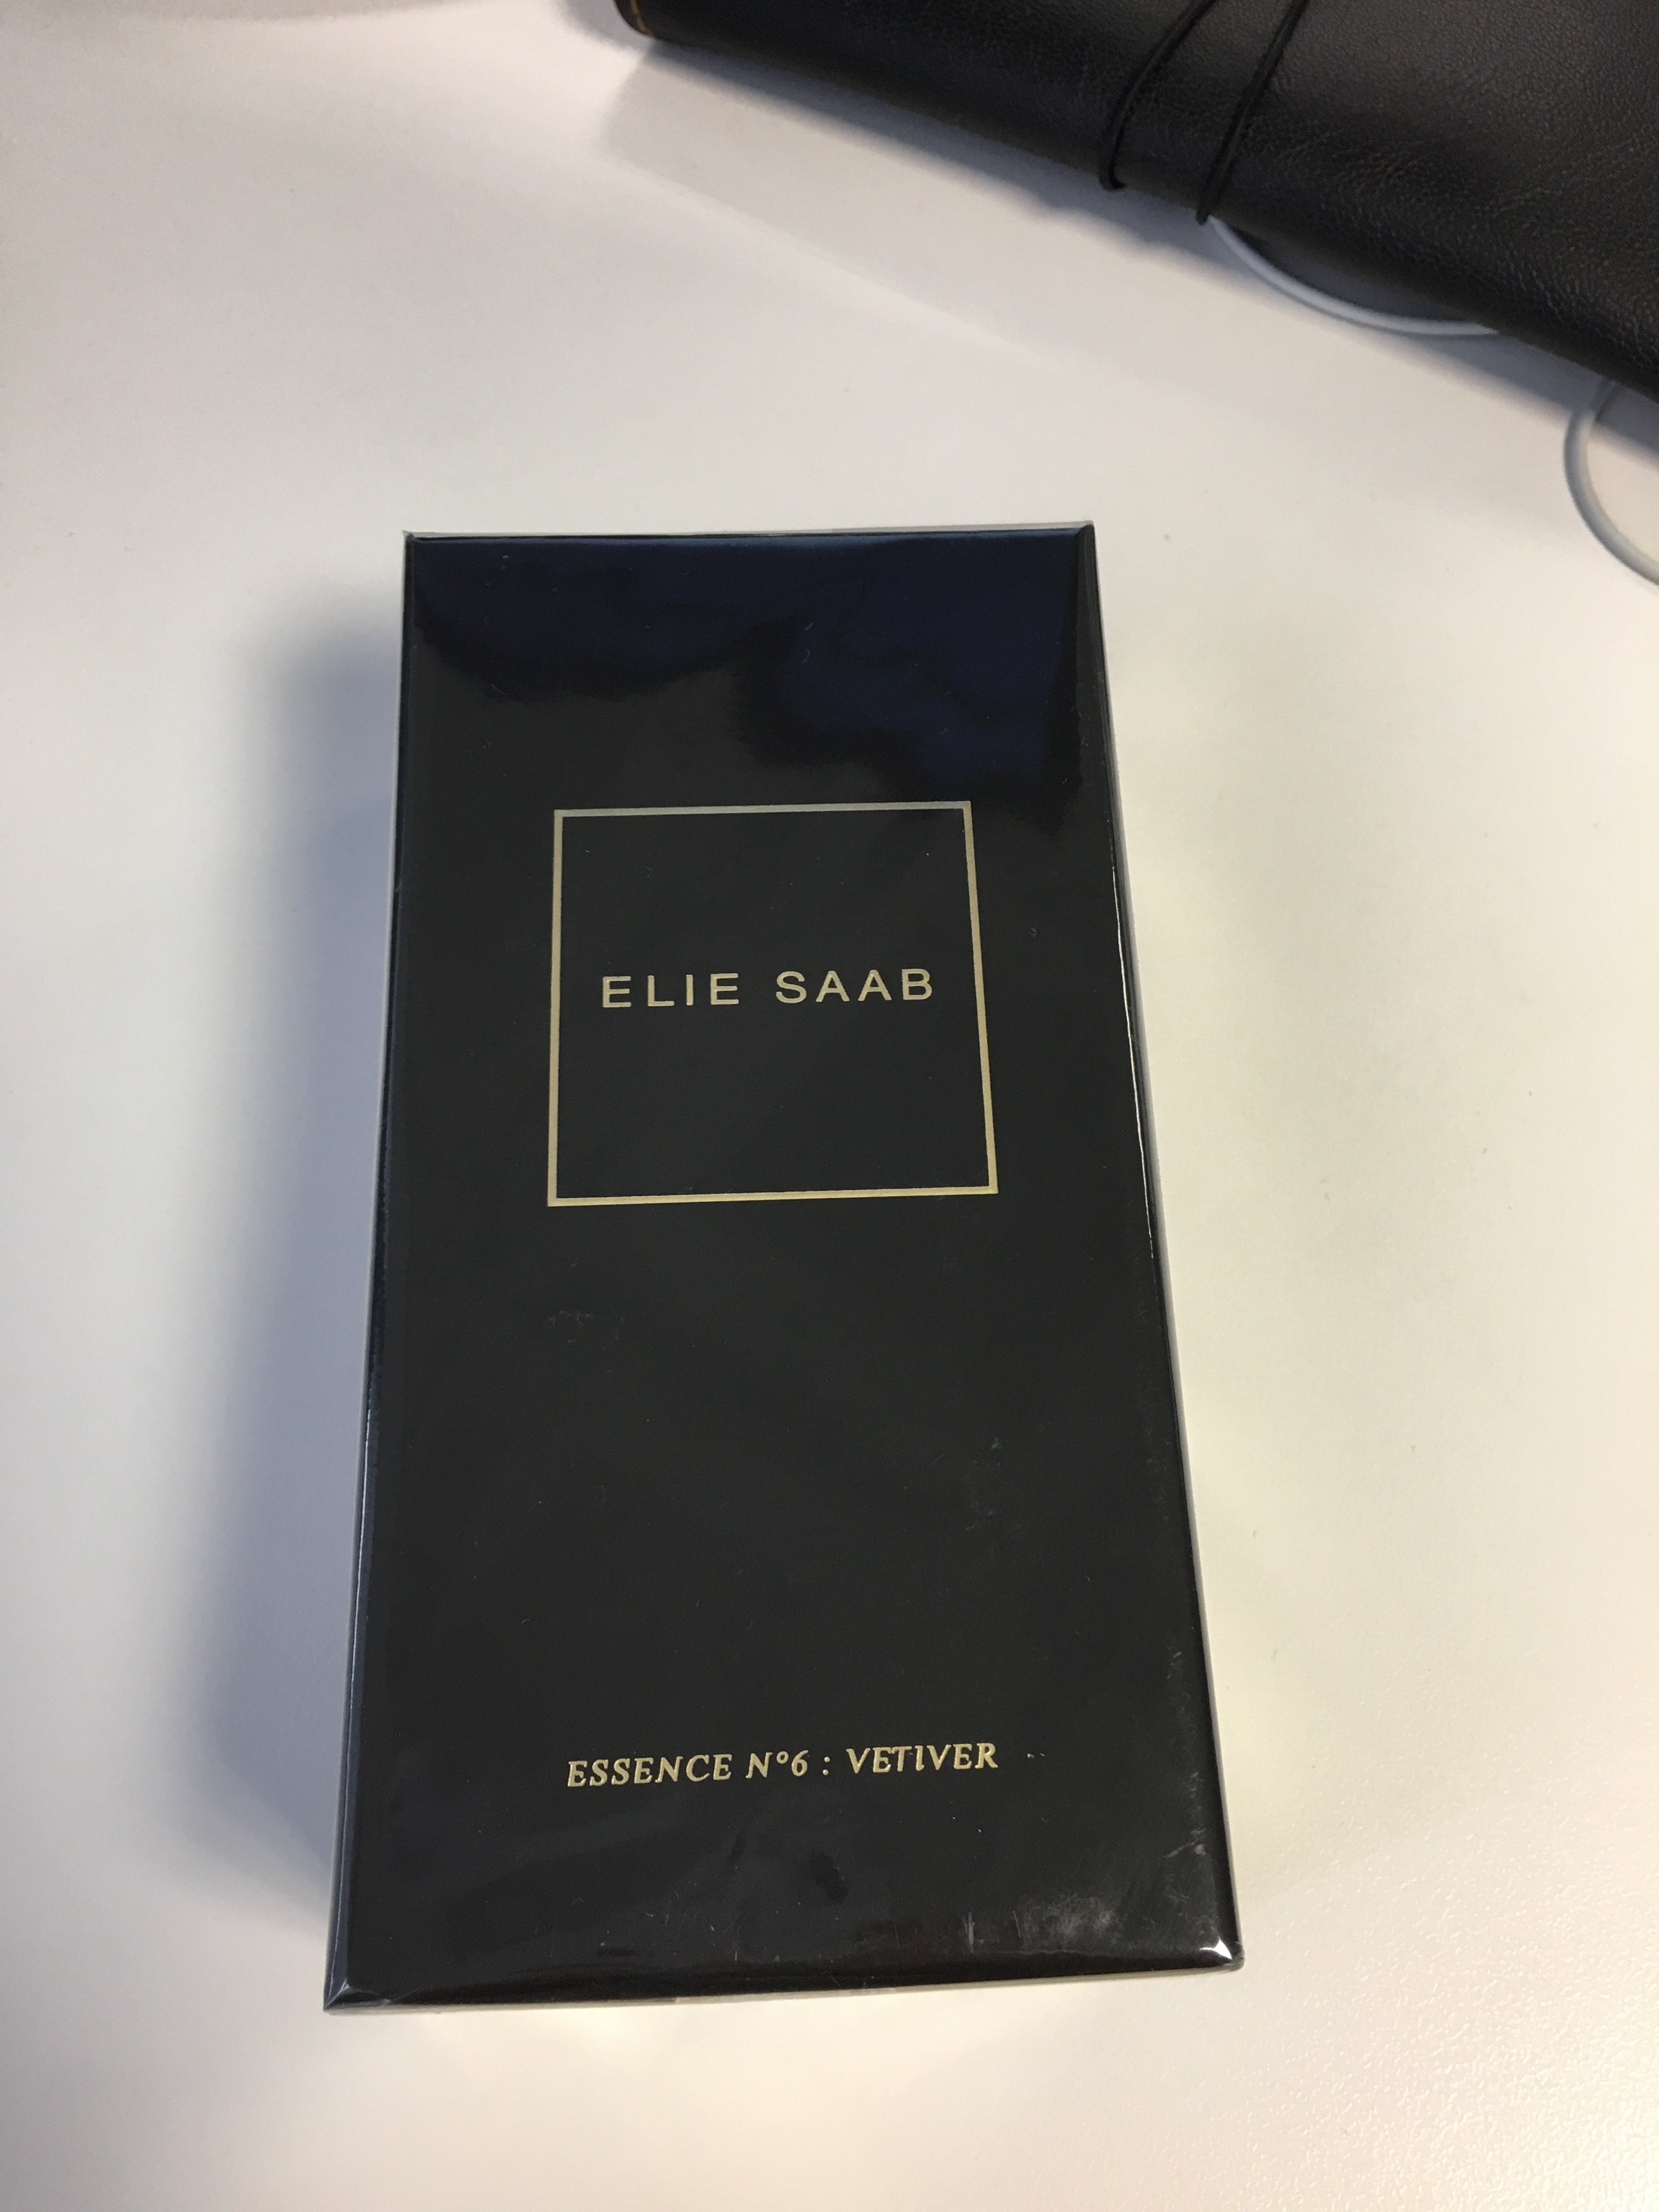 ELIE SAAB
ESSENCE N°6 : VETIVER